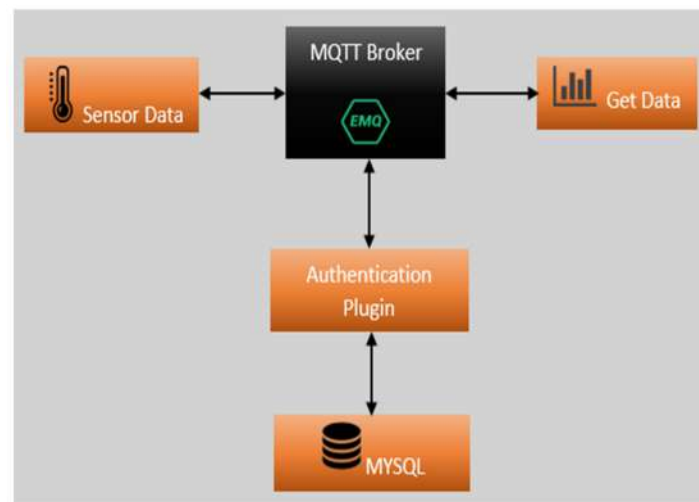 MQTT Broker
EMQ
Sensor Data
Get Data
Authentication
Plugin
MYSQL